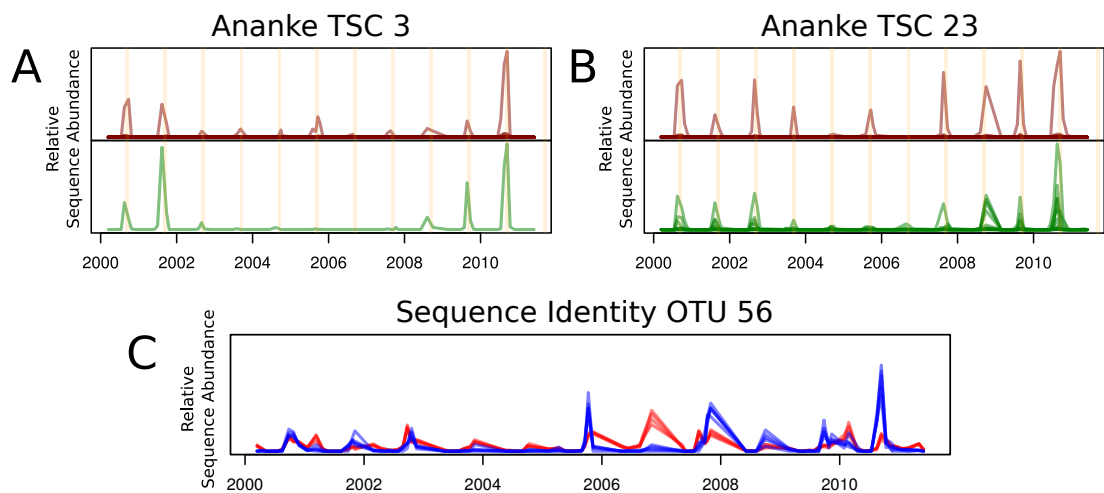 Ananke TSC 3
A
Relative
Sequence Abundance
2000 2002 2004 2006 2008 2010
Ananke TSC 23
B
Relative
Sequence Abundance
2000 2002 2004 2006 2008 2010
Sequence Identity OTU 56
C
Relative
Sequence Abundance
2000 2002 2004 2006 2008 2010